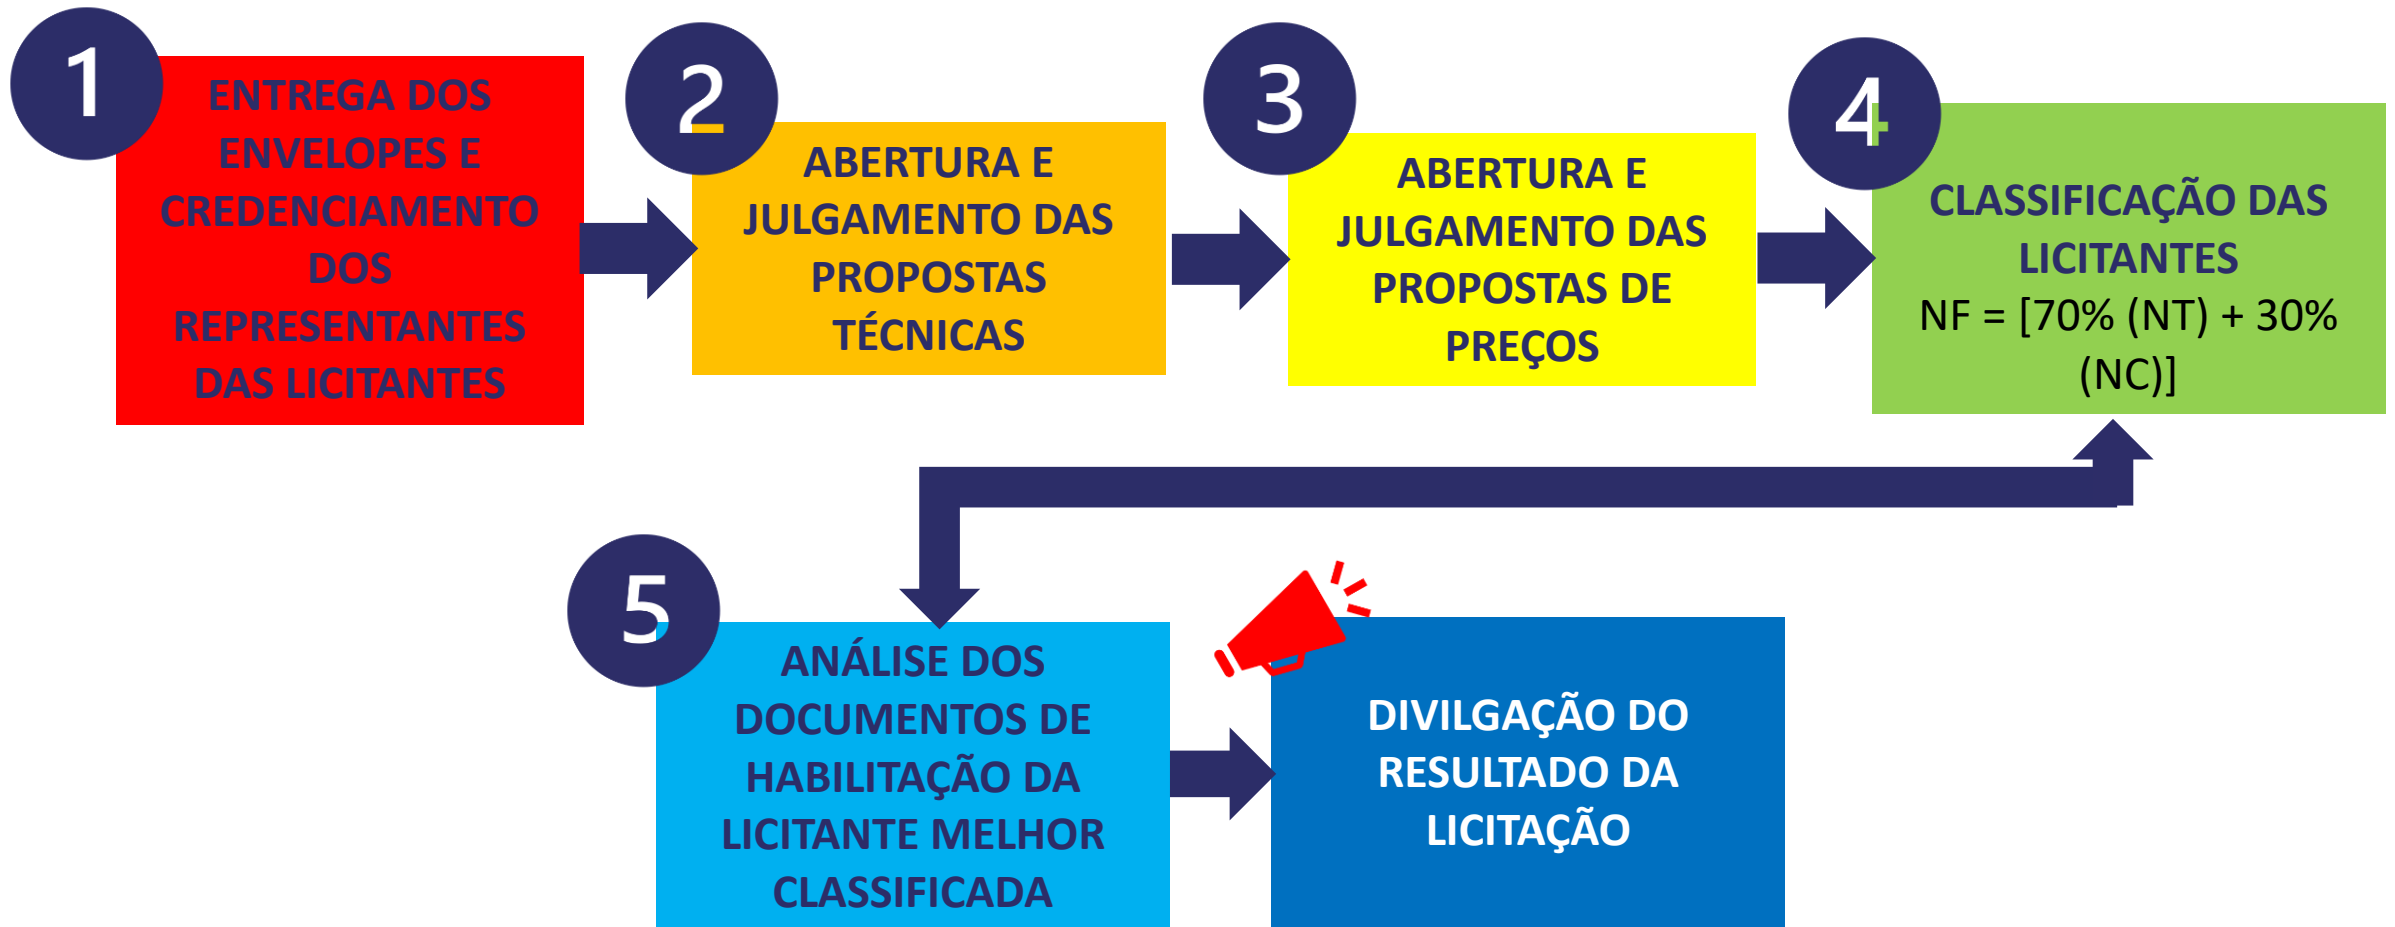 1
ENTREGA DOS
ENVELOPES E
CREDENCIAMENTO
DOS
REPRESENTANTES
DAS LICITANTES
2
ABERTURA E
JULGAMENTO DAS
PROPOSTAS
TÉCNICAS
3
ABERTURA E
JULGAMENTO DAS
PROPOSTAS DE
PREÇOS
4
CLASSIFICAÇÃO DAS
LICITANTES
NF = [70% (NT) + 30%
(NC)]
5
ANÁLISE DOS
DOCUMENTOS DE
HABILITAÇÃO DA
LICITANTE MELHOR
CLASSIFICADA
DIVILGAÇÃO DO
RESULTADO DA
LICITAÇÃO